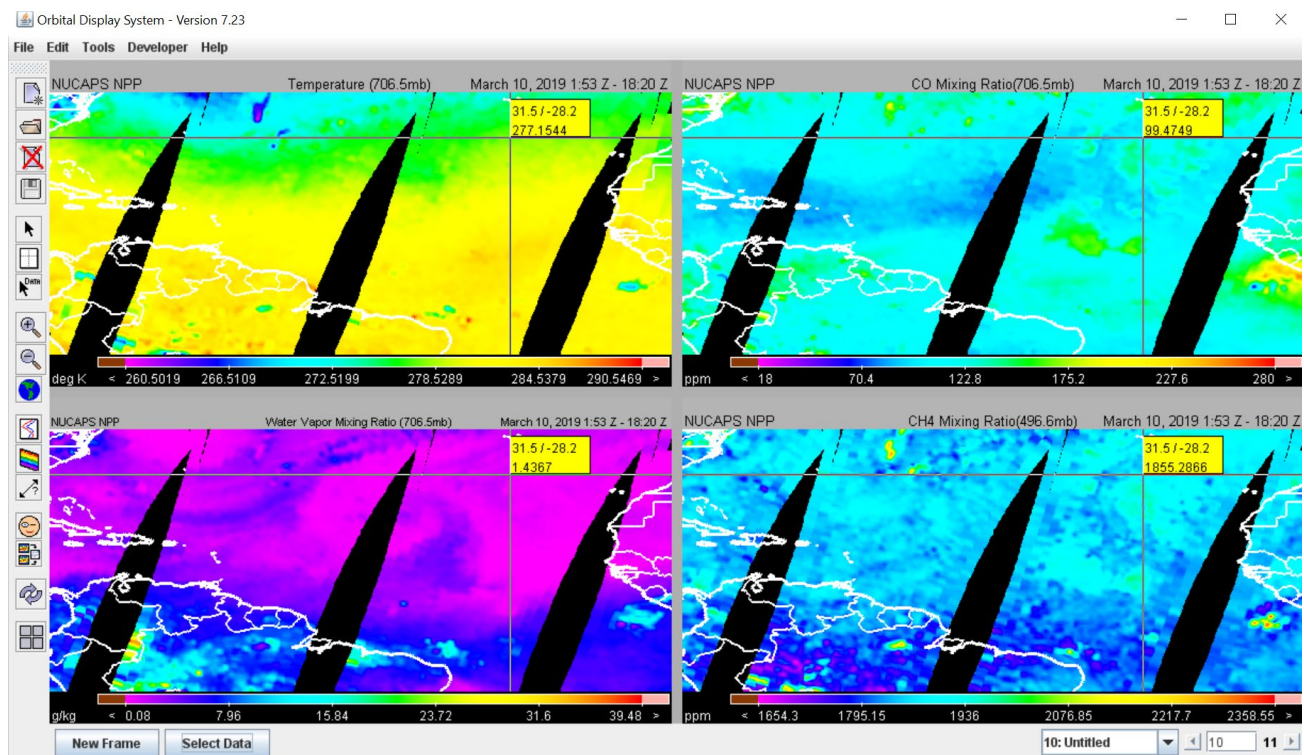 Orbital Display System - Version 7.23
File Edit Tools Developer Help
NUCAPS NPP Temperature (706.5mb) March 10, 2019 1:53 Z - 18:20 Z
31.5 / -28.2
277.1544
deg K < 260.5019 266.5109 272.5199 278.5289 284.5379 290.5469 >
NUCAPS NPP CO Mixing Ratio(706.5mb) March 10, 2019 1:53 Z - 18:20 Z
31.5 / -28.2
99.4749
ppm < 18 70.4 122.8 175.2 227.6 280 >
NUCAPS NPP Water Vapor Mixing Ratio (706.5mb) March 10, 2019 1:53 Z - 18:20 Z
31.5 / -28.2
1.4367
g/kg < 0.08 7.96 15.84 23.72 31.6 39.48 >
NUCAPS NPP CH4 Mixing Ratio(496.6mb) March 10, 2019 1:53 Z - 18:20 Z
31.5 / -28.2
1855.2866
ppm < 1654.3 1795.15 1936 2076.85 2217.7 2358.55 >
Data
New Frame Select Data 10: Untitled 10 11